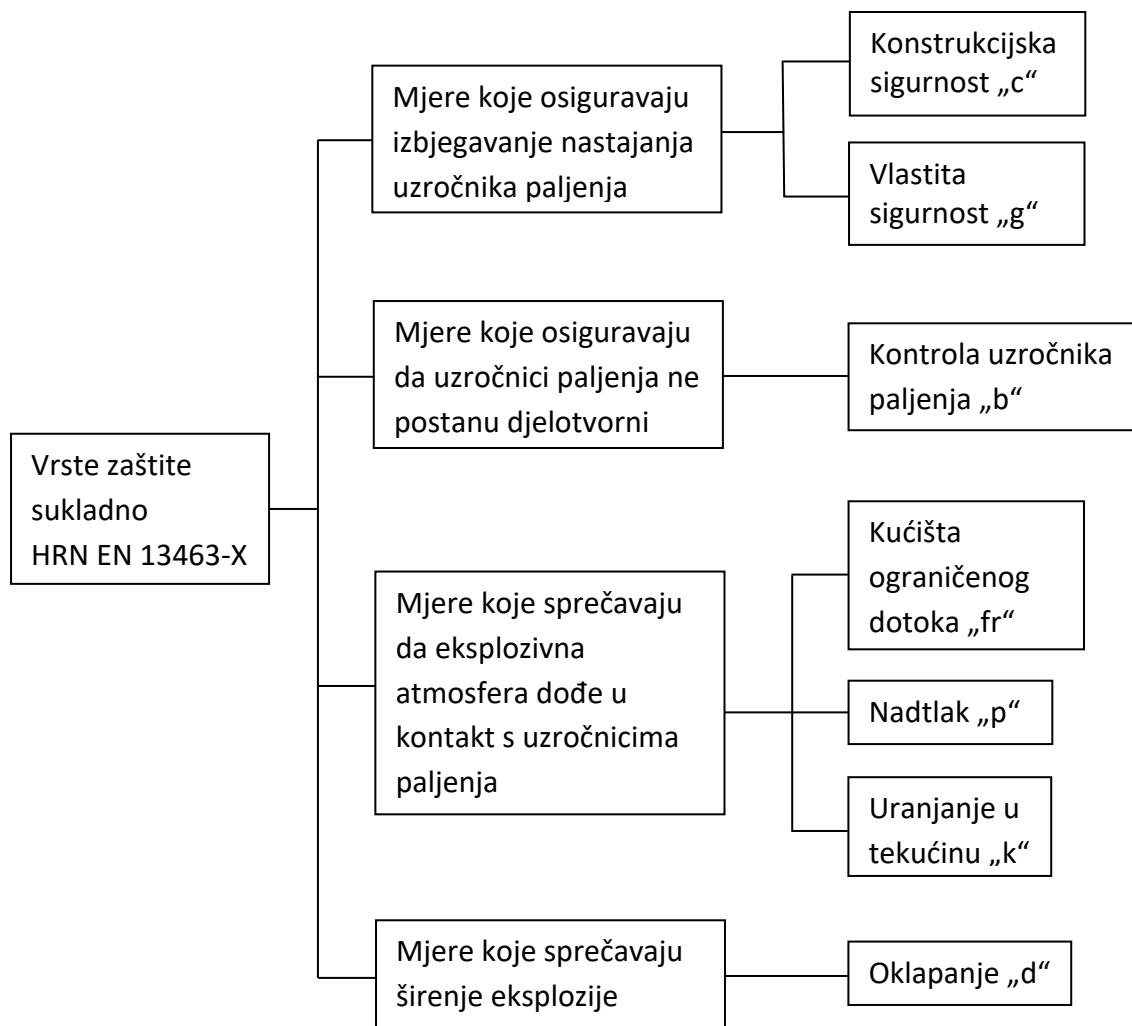 Vrste zaštite
sukladno
HRN EN 13463-X
Mjere koje osiguravaju
izbjegavanje nastajanja
uzročnika paljenja
Konstrukcijska
sigurnost „c“
Vlastita
sigurnost „g“
Mjere koje osiguravaju
da uzročnici paljenja ne
postanu djelotvorni
Kontrola uzročnika
paljenja „b“
Mjere koje sprečavaju
da eksplozivna
atmosfera dođe u
kontakt s uzročnicima
paljenja
Kućišta
ograničenog
dotoka „fr“
Nadtlak „p“
Uranjanje u
tekućinu „k“
Mjere koje sprečavaju
širenje eksplozije
Oklapanje „d“